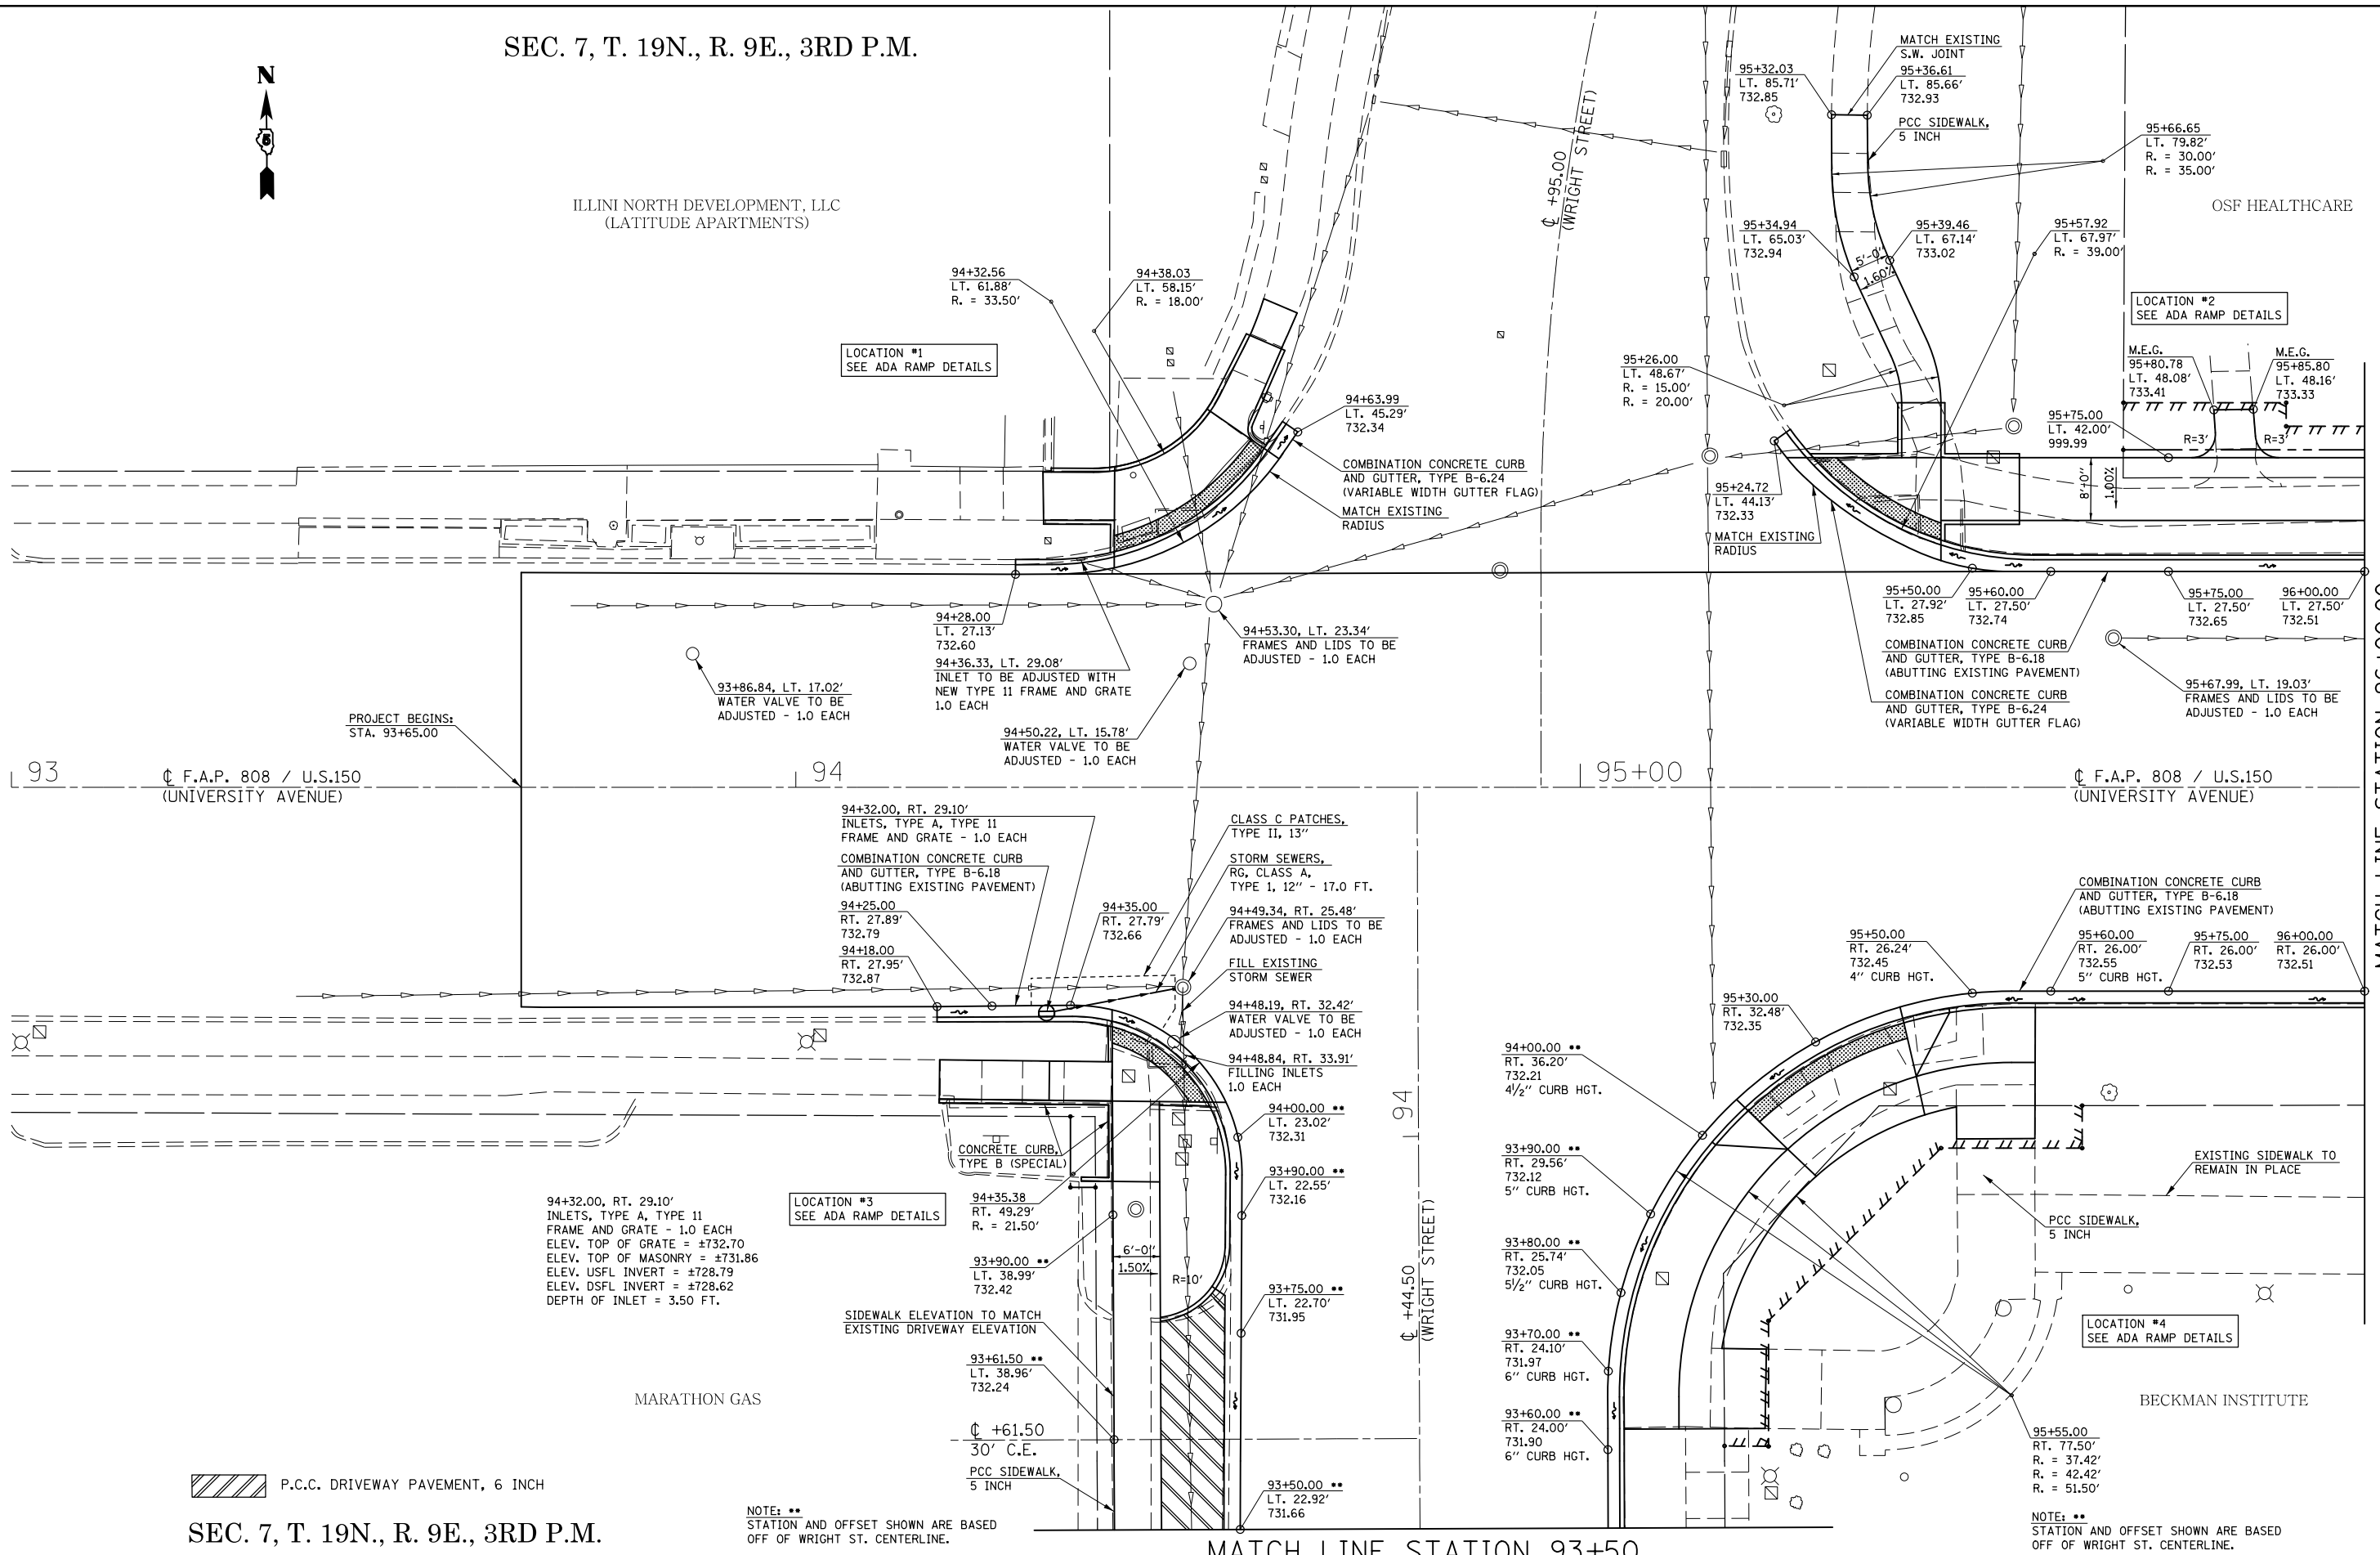 SEC. 7, T. 19N., R. 9E., 3RD P.M.
N
5
ILLINI NORTH DEVELOPMENT, LLC
(LATITUDE APARTMENTS)
LOCATION #1
SEE ADA RAMP DETAILS
94+32.56
LT. 61.88'
R. = 33.50'
94+38.03
LT. 58.15'
R. = 18.00'
94+63.99
LT. 45.29'
732.34
COMBINATION CONCRETE CURB
AND GUTTER, TYPE B-6.24
(VARIABLE WIDTH GUTTER FLAG)
MATCH EXISTING
RADIUS
℄ +95.00
(WRIGHT STREET)
95+32.03
LT. 85.71'
732.85
MATCH EXISTING
S.W. JOINT
95+36.61
LT. 85.66'
732.93
PCC SIDEWALK,
5 INCH
95+66.65
LT. 79.82'
R. = 30.00'
R. = 35.00'
OSF HEALTHCARE
95+34.94
LT. 65.03'
732.94
95+39.46
LT. 67.14'
733.02
5'-0"
1.60%
95+57.92
LT. 67.97'
R. = 39.00'
LOCATION #2
SEE ADA RAMP DETAILS
95+26.00
LT. 48.67'
R. = 15.00'
R. = 20.00'
M.E.G.
95+80.78
LT. 48.08'
733.41
M.E.G.
95+85.80
LT. 48.16'
733.33
95+75.00
LT. 42.00'
999.99
R=3'
R=3'
8'-0"
1.00%
95+24.72
LT. 44.13'
732.33
MATCH EXISTING
RADIUS
95+50.00
LT. 27.92'
732.85
95+60.00
LT. 27.50'
732.74
95+75.00
LT. 27.50'
732.65
96+00.00
LT. 27.50'
732.51
COMBINATION CONCRETE CURB
AND GUTTER, TYPE B-6.18
(ABUTTING EXISTING PAVEMENT)
COMBINATION CONCRETE CURB
AND GUTTER, TYPE B-6.24
(VARIABLE WIDTH GUTTER FLAG)
95+67.99, LT. 19.03'
FRAMES AND LIDS TO BE
ADJUSTED - 1.0 EACH
94+28.00
LT. 27.13'
732.60
94+36.33, LT. 29.08'
INLET TO BE ADJUSTED WITH
NEW TYPE 11 FRAME AND GRATE
1.0 EACH
94+53.30, LT. 23.34'
FRAMES AND LIDS TO BE
ADJUSTED - 1.0 EACH
93+86.84, LT. 17.02'
WATER VALVE TO BE
ADJUSTED - 1.0 EACH
94+50.22, LT. 15.78'
WATER VALVE TO BE
ADJUSTED - 1.0 EACH
PROJECT BEGINS:
STA. 93+65.00
93
℄ F.A.P. 808 / U.S.150
(UNIVERSITY AVENUE)
94
95+00
℄ F.A.P. 808 / U.S.150
(UNIVERSITY AVENUE)
MATCH LINE STATION 96+00.00
94+32.00, RT. 29.10'
INLETS, TYPE A, TYPE 11
FRAME AND GRATE - 1.0 EACH
COMBINATION CONCRETE CURB
AND GUTTER, TYPE B-6.18
(ABUTTING EXISTING PAVEMENT)
94+25.00
RT. 27.89'
732.79
94+18.00
RT. 27.95'
732.87
94+35.00
RT. 27.79'
732.66
CLASS C PATCHES,
TYPE II, 13"
STORM SEWERS,
RG, CLASS A,
TYPE 1, 12" - 17.0 FT.
94+49.34, RT. 25.48'
FRAMES AND LIDS TO BE
ADJUSTED - 1.0 EACH
FILL EXISTING
STORM SEWER
94+48.19, RT. 32.42'
WATER VALVE TO BE
ADJUSTED - 1.0 EACH
94+48.84, RT. 33.91'
FILLING INLETS
1.0 EACH
94+00.00 **
LT. 23.02'
732.31
93+90.00 **
LT. 22.55'
732.16
93+75.00 **
LT. 22.70'
731.95
93+50.00 **
LT. 22.92'
731.66
94
℄ +44.50
(WRIGHT STREET)
CONCRETE CURB,
TYPE B (SPECIAL)
94+35.38
RT. 49.29'
R. = 21.50'
93+90.00 **
LT. 38.99'
732.42
6'-0"
1.50%
R=10'
LOCATION #3
SEE ADA RAMP DETAILS
94+32.00, RT. 29.10'
INLETS, TYPE A, TYPE 11
FRAME AND GRATE - 1.0 EACH
ELEV. TOP OF GRATE = ±732.70
ELEV. TOP OF MASONRY = ±731.86
ELEV. USFL INVERT = ±728.79
ELEV. DSFL INVERT = ±728.62
DEPTH OF INLET = 3.50 FT.
SIDEWALK ELEVATION TO MATCH
EXISTING DRIVEWAY ELEVATION
93+61.50 **
LT. 38.96'
732.24
MARATHON GAS
℄ +61.50
30' C.E.
PCC SIDEWALK,
5 INCH
COMBINATION CONCRETE CURB
AND GUTTER, TYPE B-6.18
(ABUTTING EXISTING PAVEMENT)
95+50.00
RT. 26.24'
732.45
4" CURB HGT.
95+60.00
RT. 26.00'
732.55
5" CURB HGT.
95+75.00
RT. 26.00'
732.53
96+00.00
RT. 26.00'
732.51
95+30.00
RT. 32.48'
732.35
94+00.00 **
RT. 36.20'
732.21
4½" CURB HGT.
93+90.00 **
RT. 29.56'
732.12
5" CURB HGT.
93+80.00 **
RT. 25.74'
732.05
5½" CURB HGT.
93+70.00 **
RT. 24.10'
731.97
6" CURB HGT.
93+60.00 **
RT. 24.00'
731.90
6" CURB HGT.
EXISTING SIDEWALK TO
REMAIN IN PLACE
PCC SIDEWALK,
5 INCH
LOCATION #4
SEE ADA RAMP DETAILS
BECKMAN INSTITUTE
95+55.00
RT. 77.50'
R. = 37.42'
R. = 42.42'
R. = 51.50'
P.C.C. DRIVEWAY PAVEMENT, 6 INCH
SEC. 7, T. 19N., R. 9E., 3RD P.M.
NOTE: **
STATION AND OFFSET SHOWN ARE BASED
OFF OF WRIGHT ST. CENTERLINE.
MATCH LINE STATION 93+50
NOTE: **
STATION AND OFFSET SHOWN ARE BASED
OFF OF WRIGHT ST. CENTERLINE.